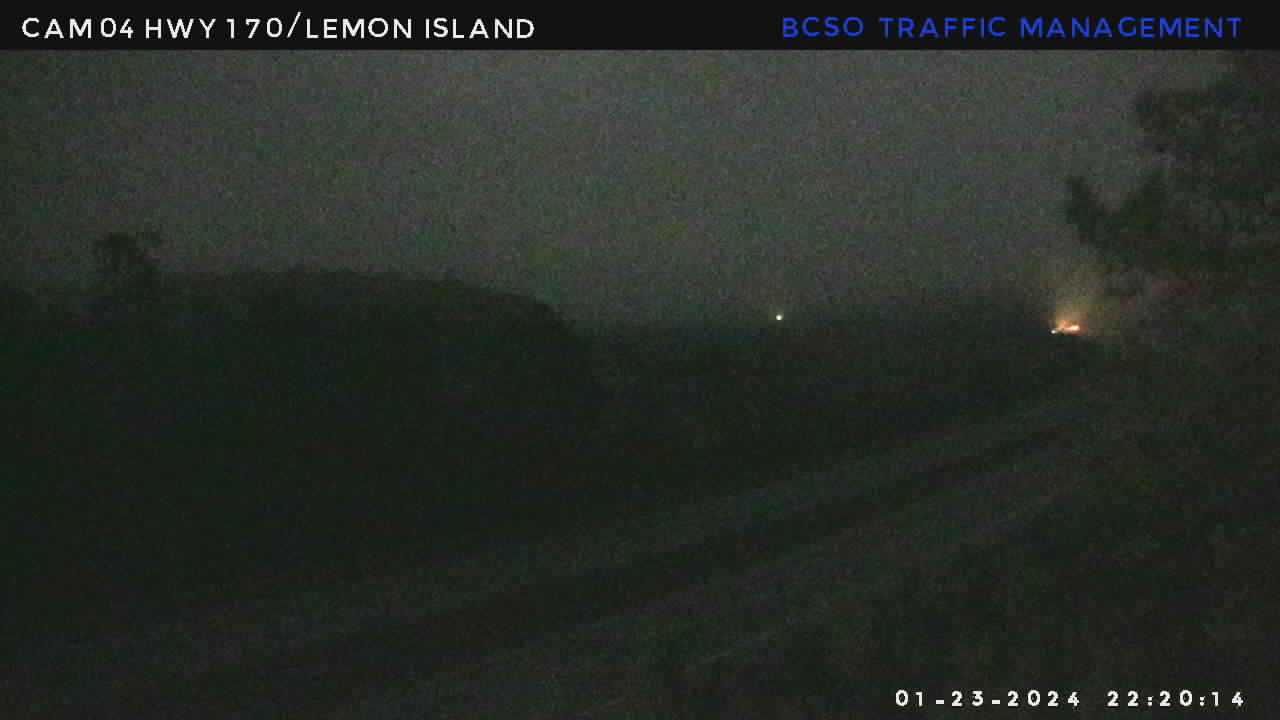 CAM04 HWY 170/LEMON ISLAND
BCSO TRAFFIC MANAGEMENT
01-23-2024 22:20:14